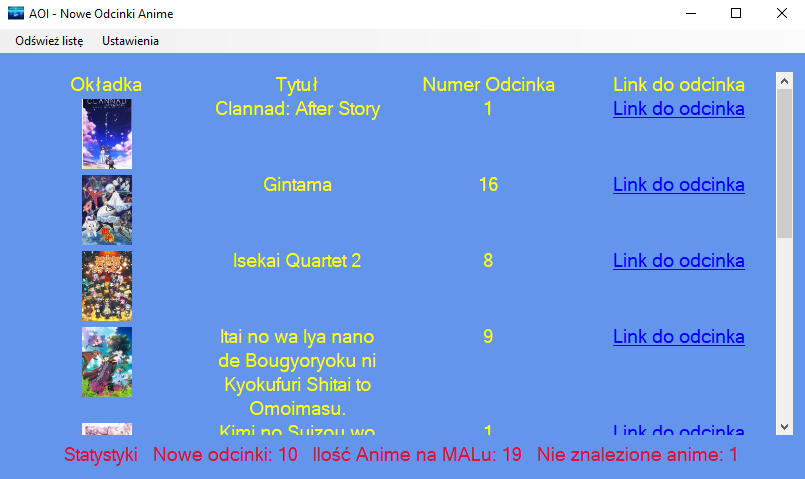 AOI - Nowe Odcinki Anime
Odśwież listę Ustawienia
Okładka Tytuł Numer Odcinka Link do odcinka
CLANNAD
Clannad: After Story 1 Link do odcinka
Gintama 16 Link do odcinka
Isekai Quartet 2 8 Link do odcinka
Itai no wa Iya nano 9 Link do odcinka
de Bougyoryoku ni
Kyokufuri Shitai to
Omoimasu.
Kimi no Suizou wo 1 Link do odcinka
Statystyki Nowe odcinki: 10 Ilość Anime na MALu: 19 Nie znalezione anime: 1